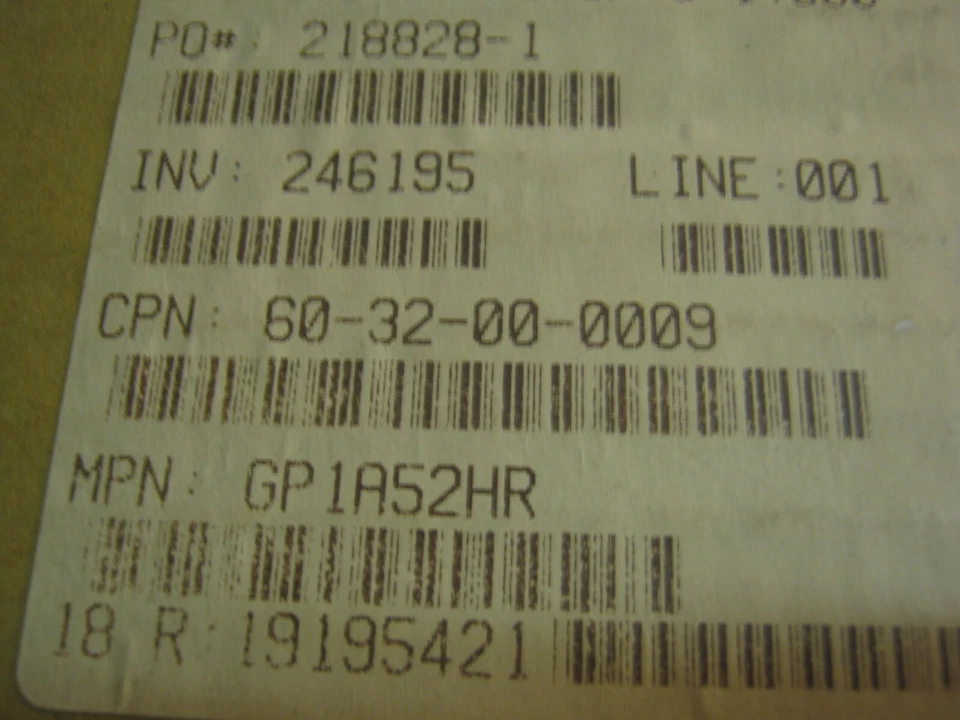 PO#: 218828-1
INV: 246195 LINE:001
CPN: 60-32-00-0009
MPN: GP1A52HR
18 R: 19195421